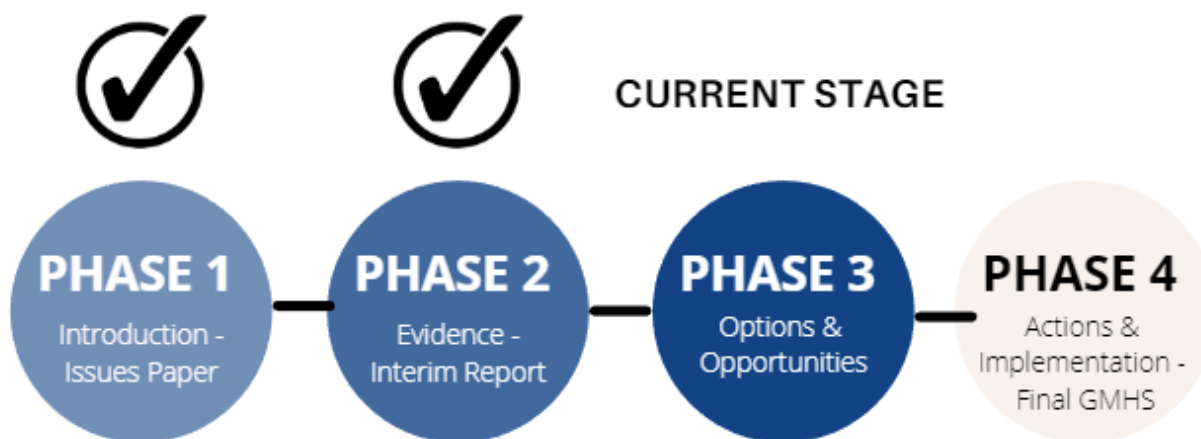 CURRENT STAGE
PHASE 1
Introduction -
Issues Paper
PHASE 2
Evidence -
Interim Report
PHASE 3
Options &
Opportunities
PHASE 4
Actions &
Implementation -
Final GMHS